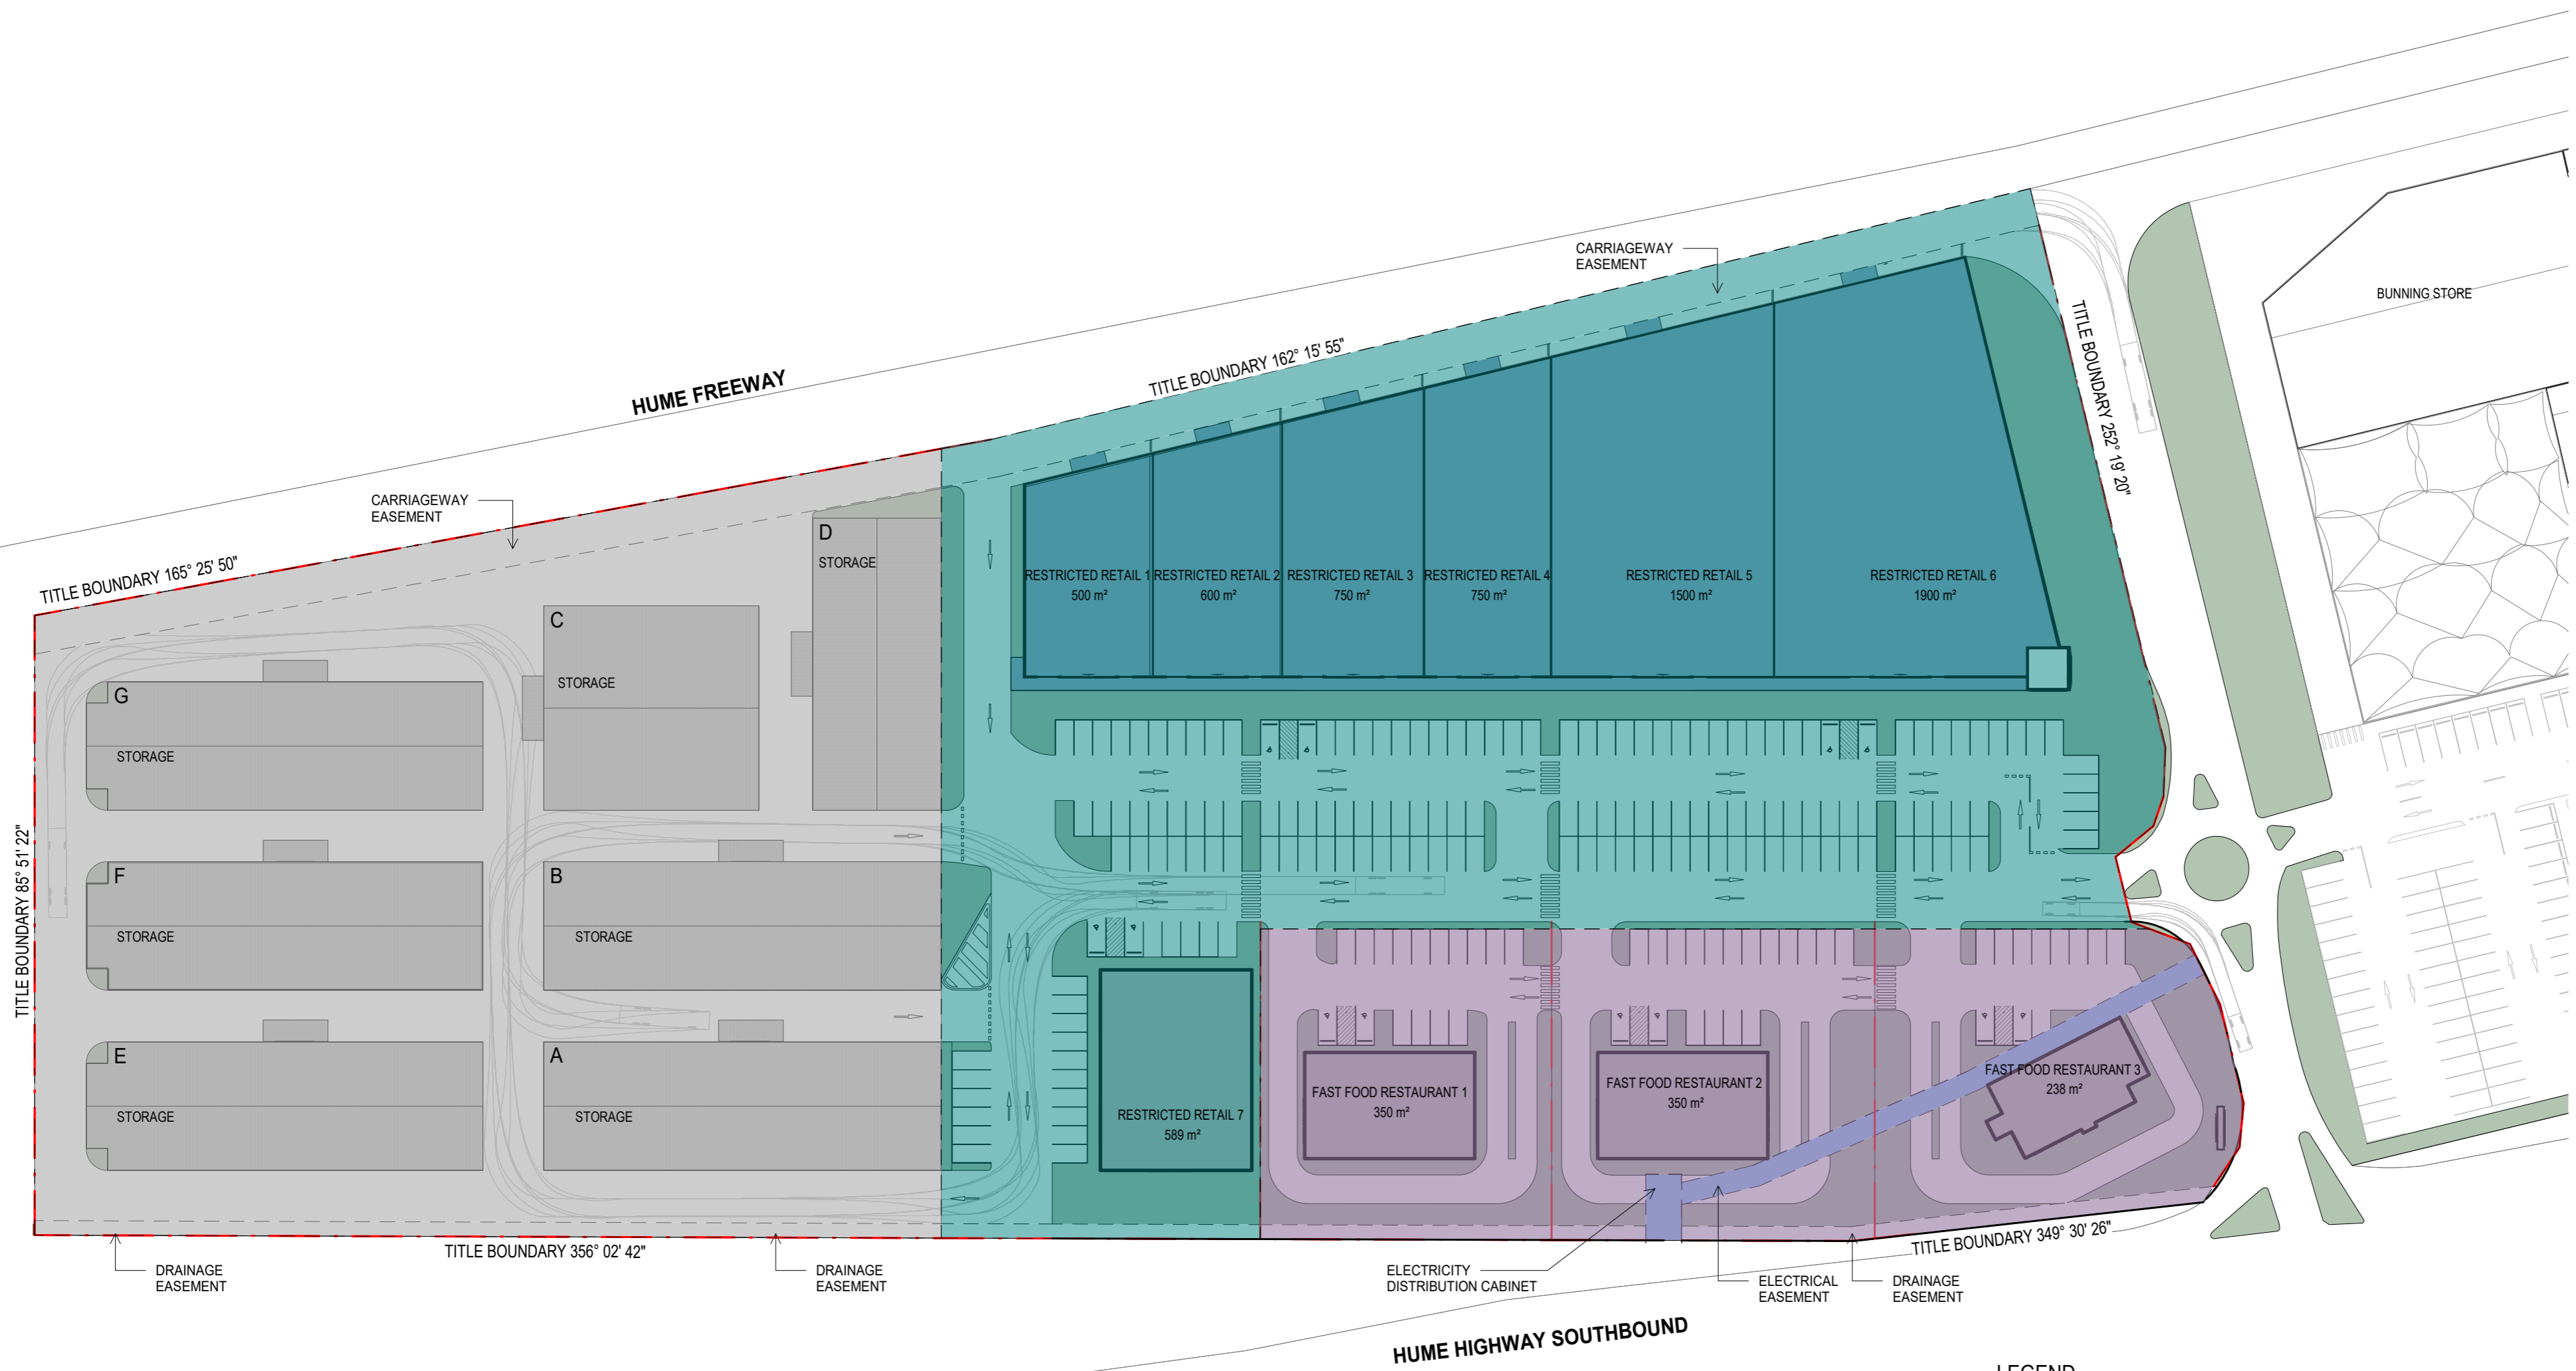 CARRIAGEWAY
EASEMENT
BUNNING STORE
TITLE BOUNDARY 252° 19' 20"
TITLE BOUNDARY 162° 15' 55"
HUME FREEWAY
CARRIAGEWAY
EASEMENT
TITLE BOUNDARY 165° 25' 50"
D
STORAGE
RESTRICTED RETAIL 1
500 m²
RESTRICTED RETAIL 2
600 m²
RESTRICTED RETAIL 3
750 m²
RESTRICTED RETAIL 4
750 m²
RESTRICTED RETAIL 5
1500 m²
RESTRICTED RETAIL 6
1900 m²
C
STORAGE
G
STORAGE
TITLE BOUNDARY 85° 51' 22"
F
STORAGE
B
STORAGE
E
STORAGE
A
STORAGE
RESTRICTED RETAIL 7
589 m²
FAST FOOD RESTAURANT 1
350 m²
FAST FOOD RESTAURANT 2
350 m²
FAST FOOD RESTAURANT 3
238 m²
TITLE BOUNDARY 356° 02' 42"
TITLE BOUNDARY 349° 30' 26"
DRAINAGE
EASEMENT
DRAINAGE
EASEMENT
ELECTRICITY
DISTRIBUTION CABINET
ELECTRICAL
EASEMENT
DRAINAGE
EASEMENT
HUME HIGHWAY SOUTHBOUND
LEGEND